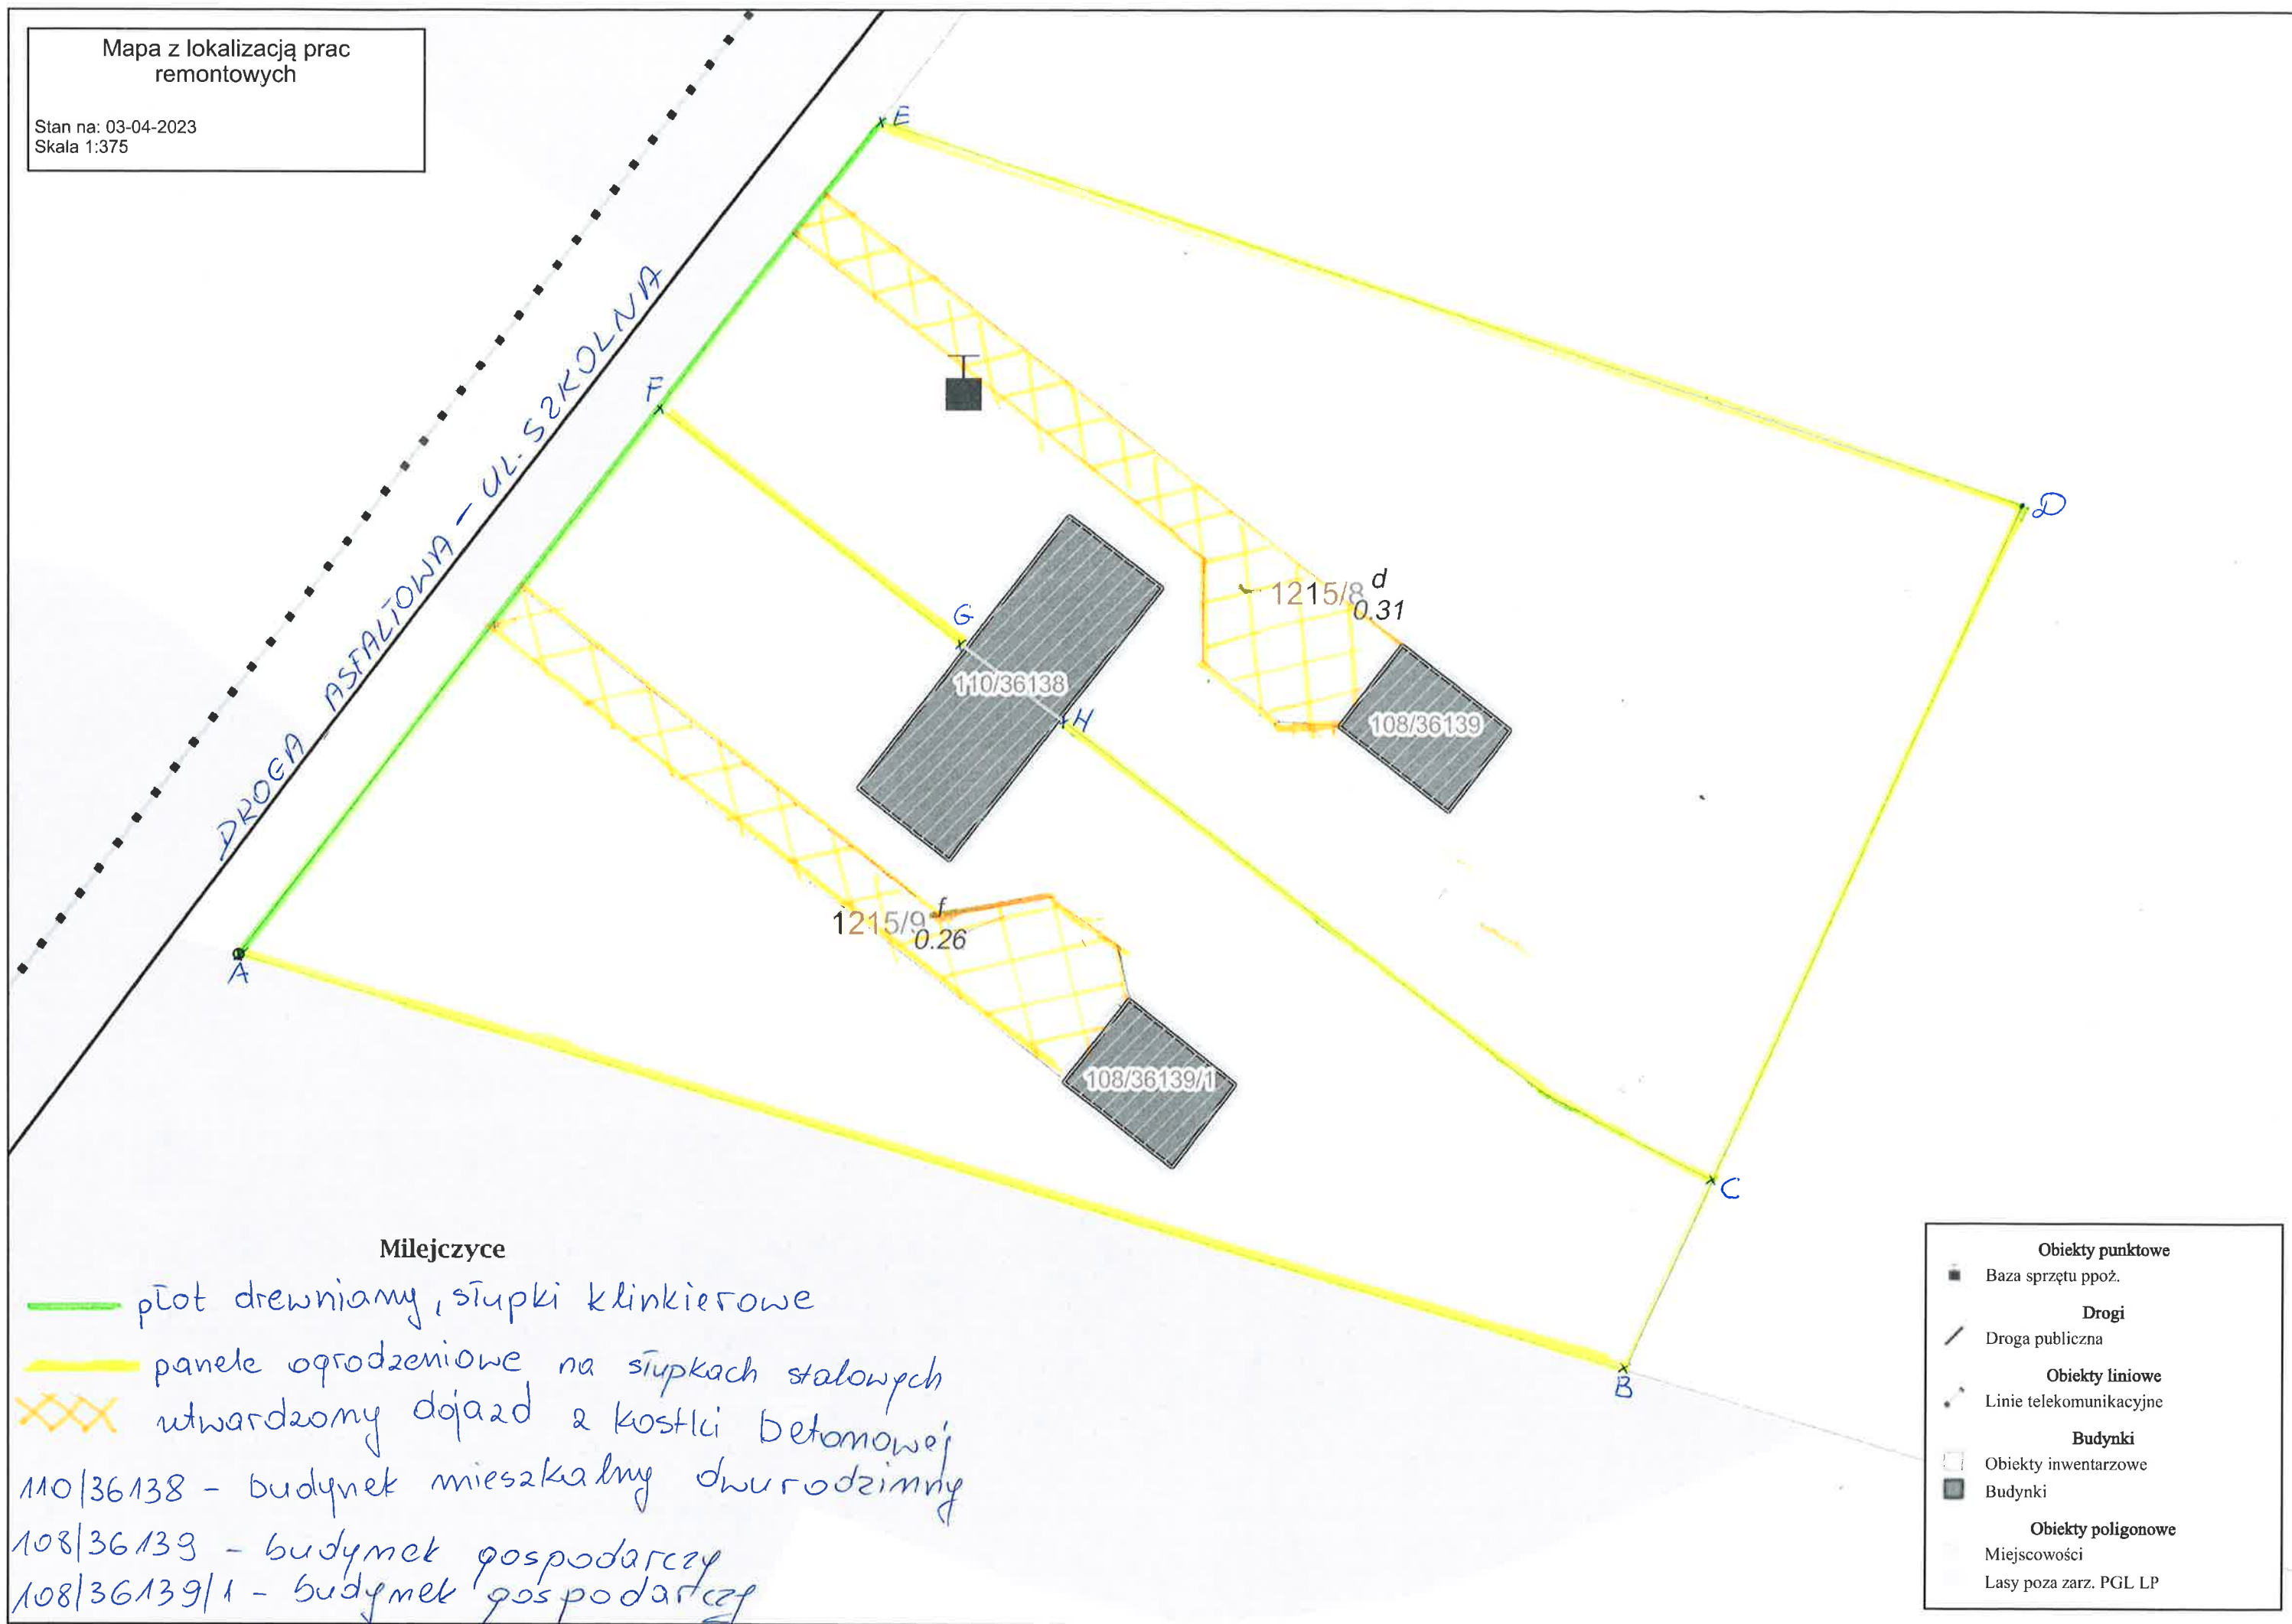 Mapa z lokalizacją prac
remontowych
Stan na: 03-04-2023
Skala 1:375
E
DROGA ASFALTOWA - UL. SZKOLNA
F
D
d
1215/8
0.31
G
110/36138
H
108/36139
f
1215/9
0.26
A
108/36139/1
C
B
Milejczyce
płot drewniany, słupki klinkierowe
panele ogrodzeniowe na słupkach stalowych
utwardzony dojazd z kostki betonowej
110/36138 - budynek mieszkalny dwurodzinny
108/36139 - budynek gospodarczy
108/36139/1 - budynek gospodarczy
Obiekty punktowe
Baza sprzętu ppoż.
Drogi
Droga publiczna
Obiekty liniowe
Linie telekomunikacyjne
Budynki
Obiekty inwentarzowe
Budynki
Obiekty poligonowe
Miejscowości
Lasy poza zarz. PGL LP